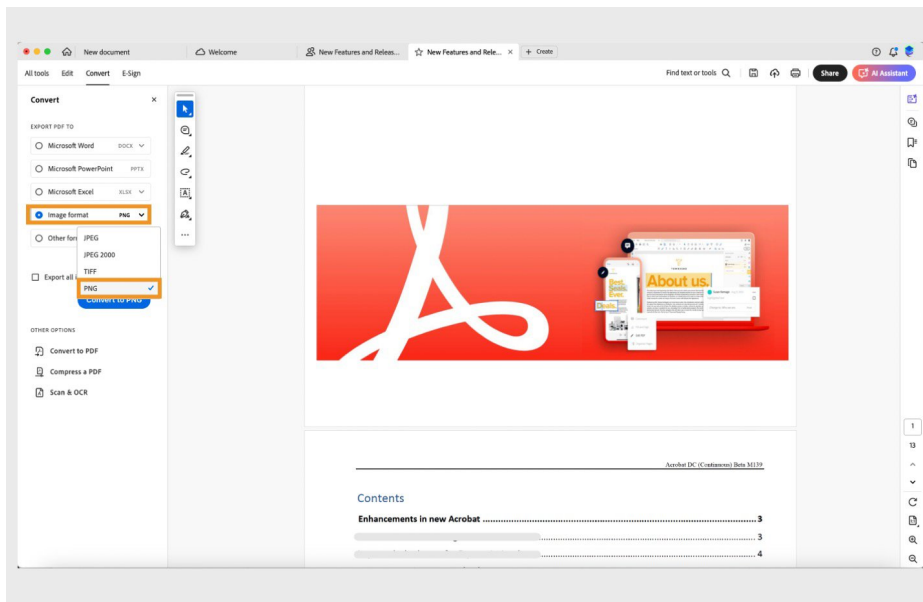 New document
Welcome
New Features and Releas...
New Features and Rele... ×
+ Create
All tools Edit Convert E-Sign
Find text or tools
Share
AI Assistant
Convert ×
EXPORT PDF TO
Microsoft Word DOCX
Microsoft PowerPoint PPTX
Microsoft Excel XLSX
Image format PNG
Other for
JPEG
JPEG 2000
TIFF
PNG
Export all
Convert to PNG
OTHER OPTIONS
Convert to PDF
Compress a PDF
Scan & OCR
Best.
Ever.
Deals.
About us.
1
13
Acrobat DC (Continuous) Beta M139
Contents
Enhancements in new Acrobat ........ 3
3
4